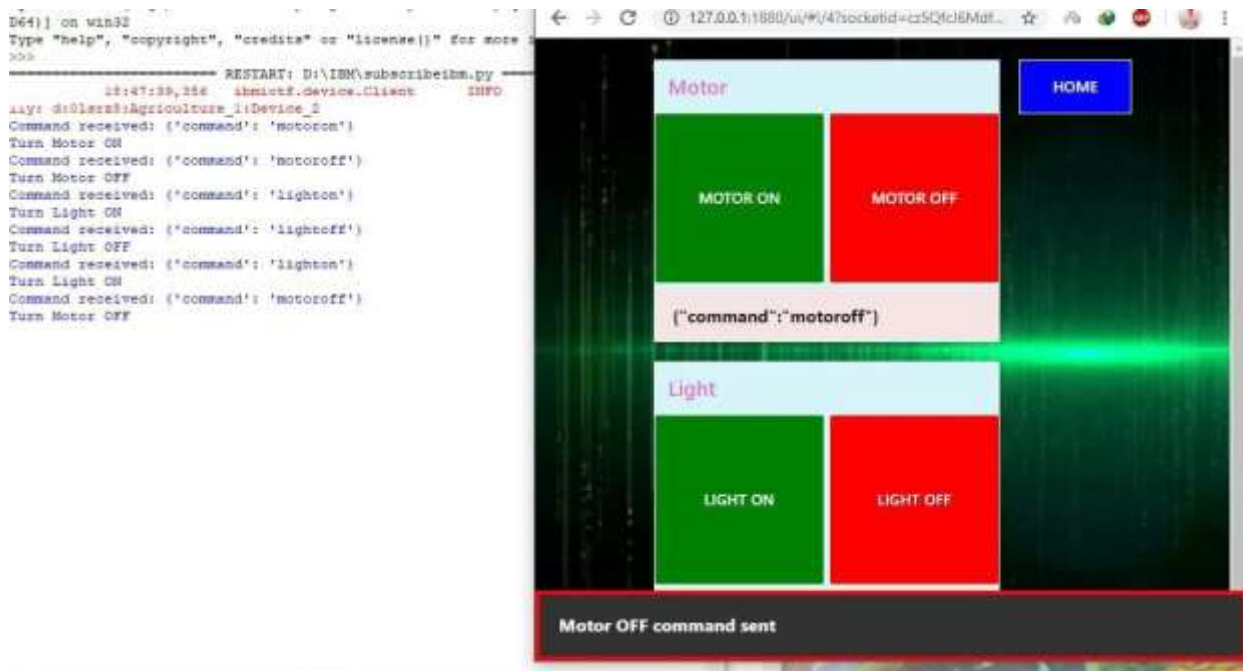 D64)] on win32
Type "help", "copyright", "credits" or "license()" for more
>>>
RESTART: D:\IBM\subscribeibm.py
ibmiotf.device.Client INFO
Command received: {'command': 'motoron'}
Turn Motor ON
Command received: {'command': 'motoroff'}
Turn Motor OFF
Command received: {'command': 'lighton'}
Turn Light ON
Command received: {'command': 'lightoff'}
Turn Light OFF
Command received: {'command': 'lighton'}
Turn Light ON
Command received: {'command': 'motoroff'}
Turn Motor OFF
127.0.0.1:1880/ui/#!/4?socketid=
Motor
HOME
MOTOR ON
MOTOR OFF
{"command":"motoroff"}
Light
LIGHT ON
LIGHT OFF
Motor OFF command sent